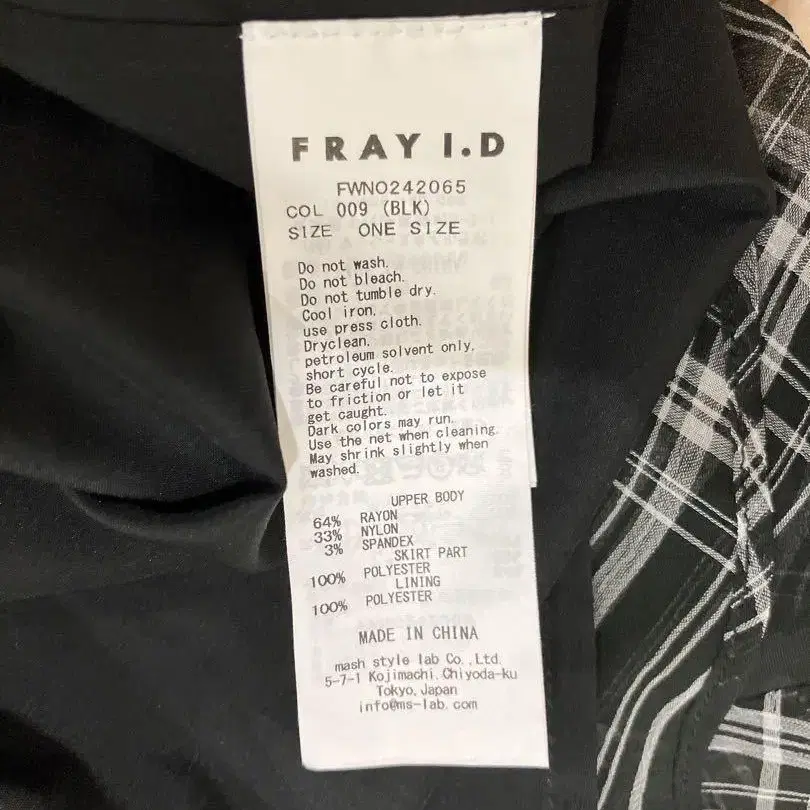 FRAY I.D
FWNO242065
COL 009 (BLK)
SIZE ONE SIZE
Do not wash.
Do not bleach.
Do not tumble dry.
Cool iron.
use press cloth.
Dryclean.
petroleum solvent only.
short cycle.
Be careful not to expose
to friction or let it
get caught.
Dark colors may run.
Use the net when cleaning.
May shrink slightly when
washed.
UPPER BODY
64% RAYON
33% NYLON
3% SPANDEX
SKIRT PART
100% POLYESTER
LINING
100% POLYESTER
MADE IN CHINA
mash style lab Co.,Ltd.
5-7-1 Kojimachi, Chiyoda-ku
Tokyo, Japan
info@ms-lab.com